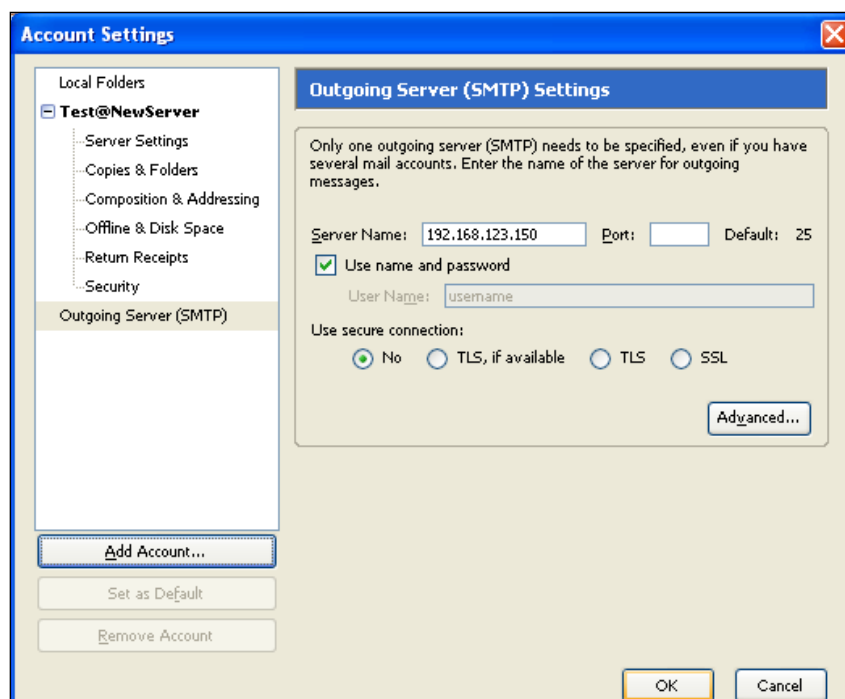 Account Settings
Local Folders
Test@NewServer
Server Settings
Copies & Folders
Composition & Addressing
Offline & Disk Space
Return Receipts
Security
Outgoing Server (SMTP)
Add Account...
Set as Default
Remove Account
Outgoing Server (SMTP) Settings
Only one outgoing server (SMTP) needs to be specified, even if you have
several mail accounts. Enter the name of the server for outgoing
messages.
Server Name: 192.168.123.150 Port: Default: 25
Use name and password
User Name: username
Use secure connection:
No TLS, if available TLS SSL
Advanced...
OK Cancel